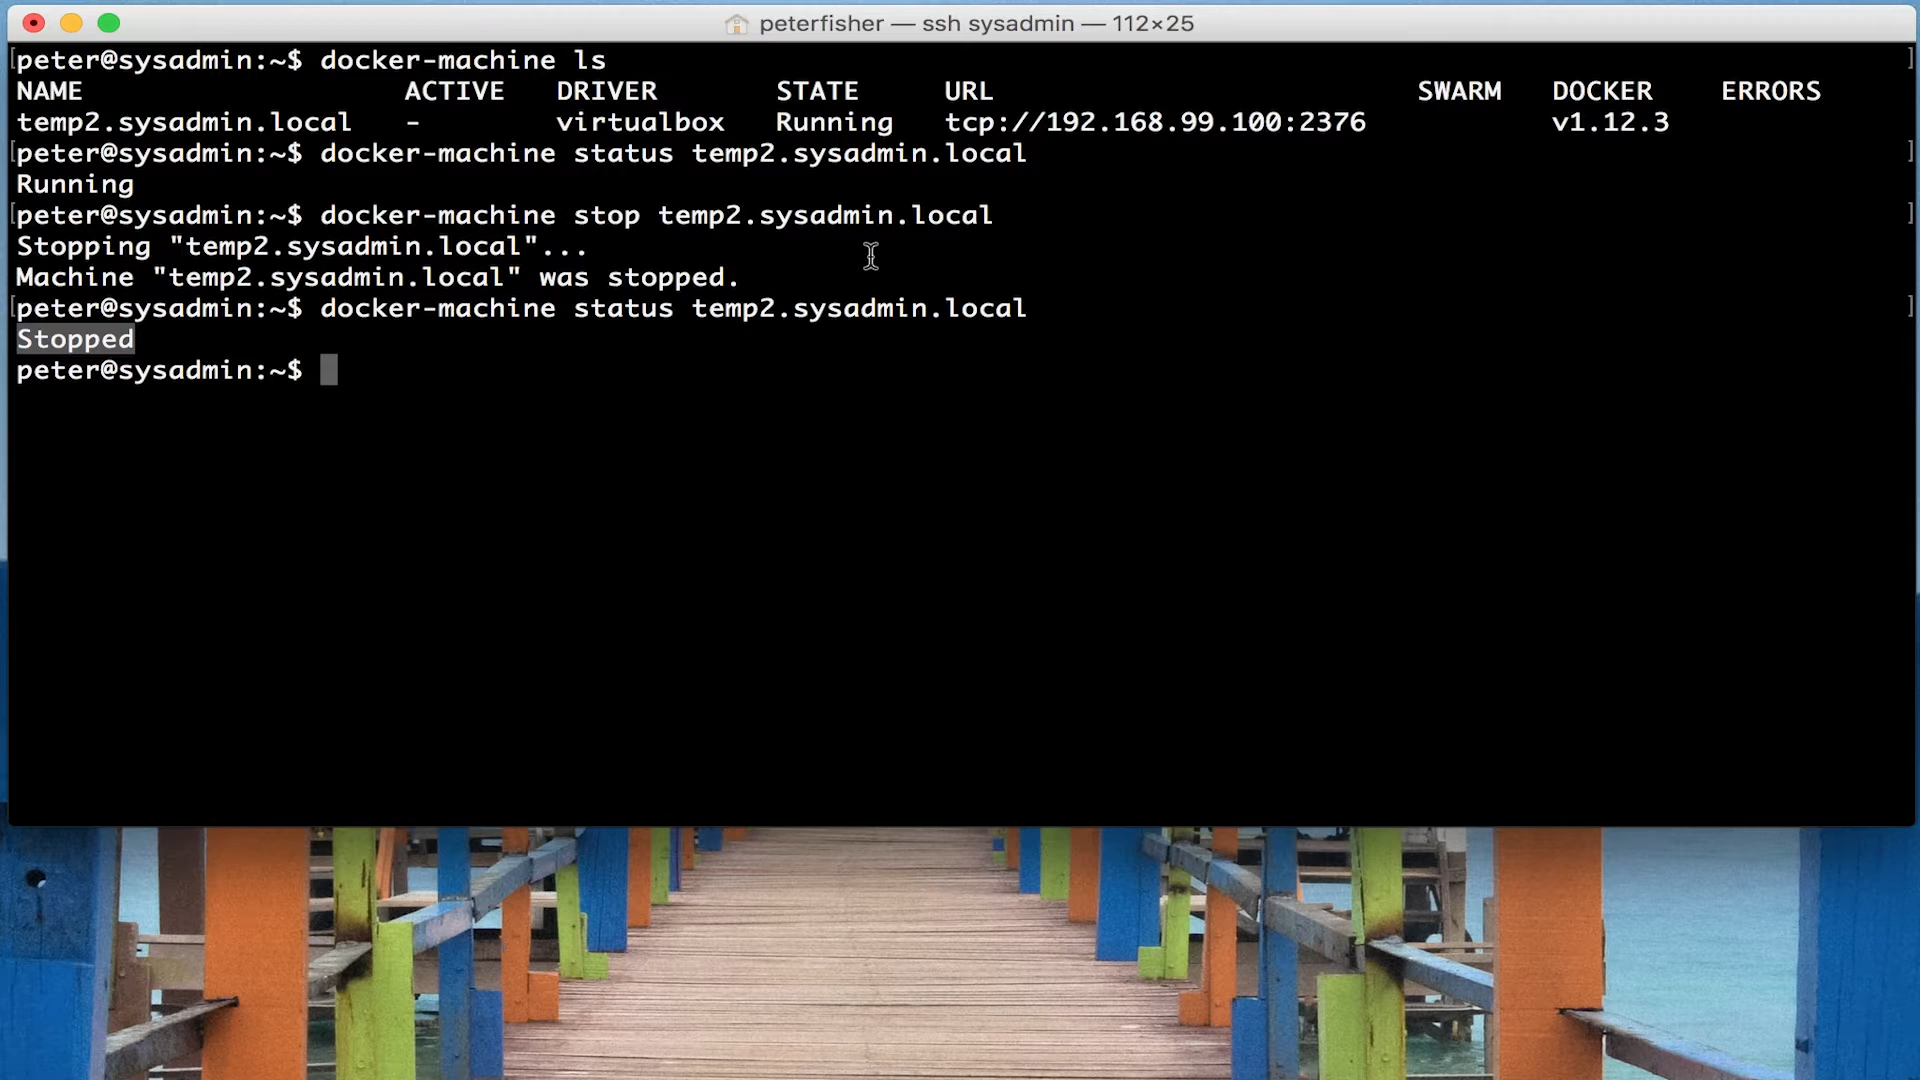 peterfisher — ssh sysadmin — 112×25
peter@sysadmin:~$ docker-machine ls
NAME ACTIVE DRIVER STATE URL SWARM DOCKER ERRORS
temp2.sysadmin.local - virtualbox Running tcp://192.168.99.100:2376 v1.12.3
peter@sysadmin:~$ docker-machine status temp2.sysadmin.local
Running
peter@sysadmin:~$ docker-machine stop temp2.sysadmin.local
Stopping "temp2.sysadmin.local"...
Machine "temp2.sysadmin.local" was stopped.
peter@sysadmin:~$ docker-machine status temp2.sysadmin.local
Stopped
peter@sysadmin:~$